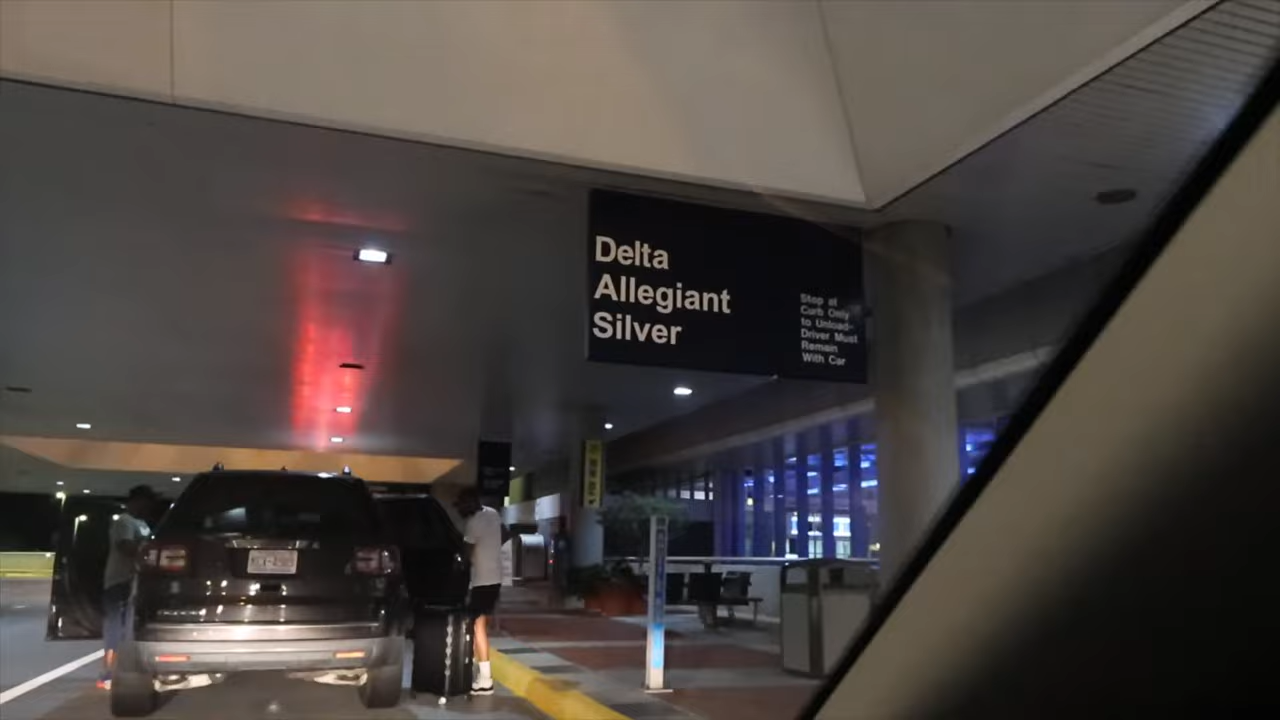 Delta
Allegiant
Silver
Stop at
Curb Only
to Unload-
Driver Must
Remain
With Car